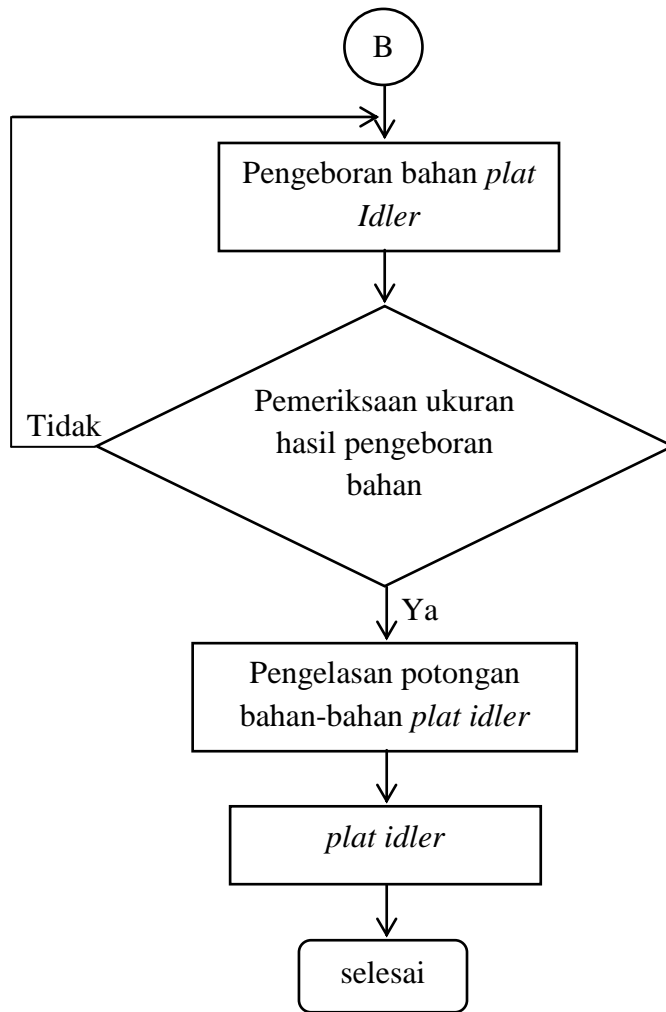 B
Pengeboran bahan plat
Idler
Pemeriksaan ukuran
hasil pengeboran
bahan
Tidak
Ya
Pengelasan potongan
bahan-bahan plat idler
plat idler
selesai